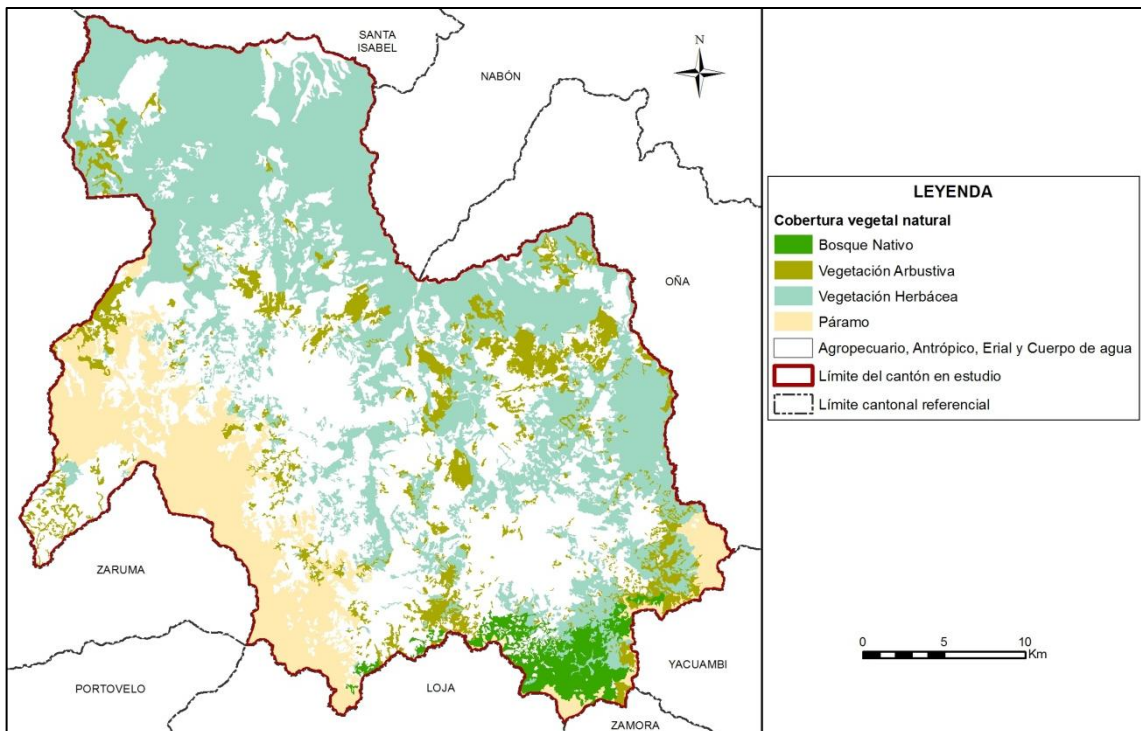 SANTA
ISABEL
NABÓN
N
OÑA
ZARUMA
PORTOVELO
LOJA
YACUAMBI
ZAMORA
LEYENDA
Cobertura vegetal natural
Bosque Nativo
Vegetación Arbustiva
Vegetación Herbácea
Páramo
Agropecuario, Antrópico, Erial y Cuerpo de agua
Límite del cantón en estudio
Límite cantonal referencial
0 5 10
Km